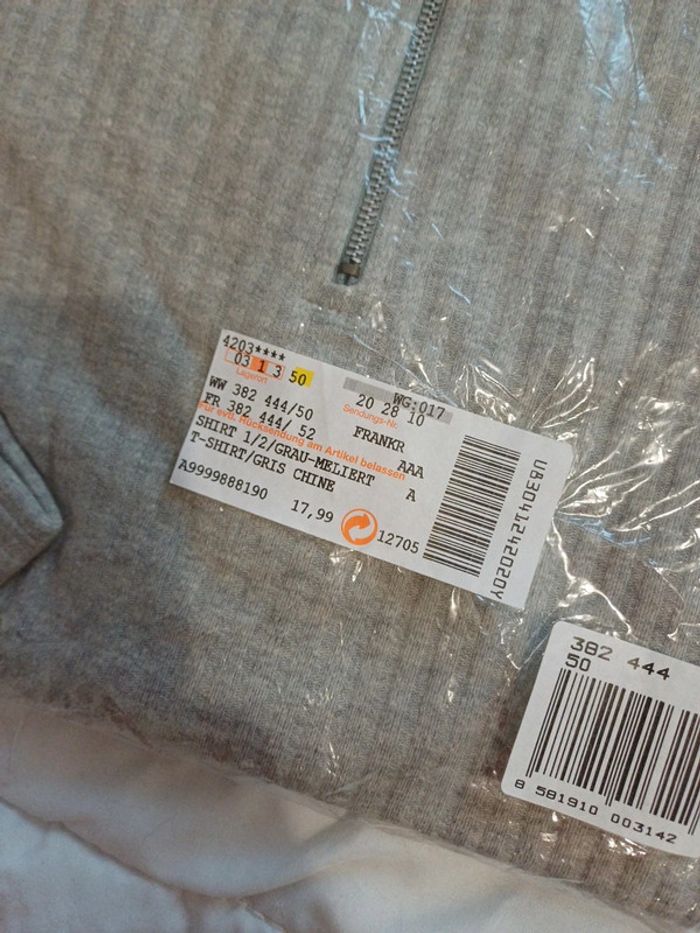 4203****
03 1 3 50
Lagerort
WG:017
20 28 10
Sendungs-Nr.
WW 382 444/50
FR 382 444/ 52
FRANKR
Für evtl. Rücksendung am Artikel belassen
SHIRT 1/2/GRAU-MELIERT
AAA
T-SHIRT/GRIS CHINE
A
A9999888190
17,99
12705
U83041242020Y
382 444
50
8 581910 003142